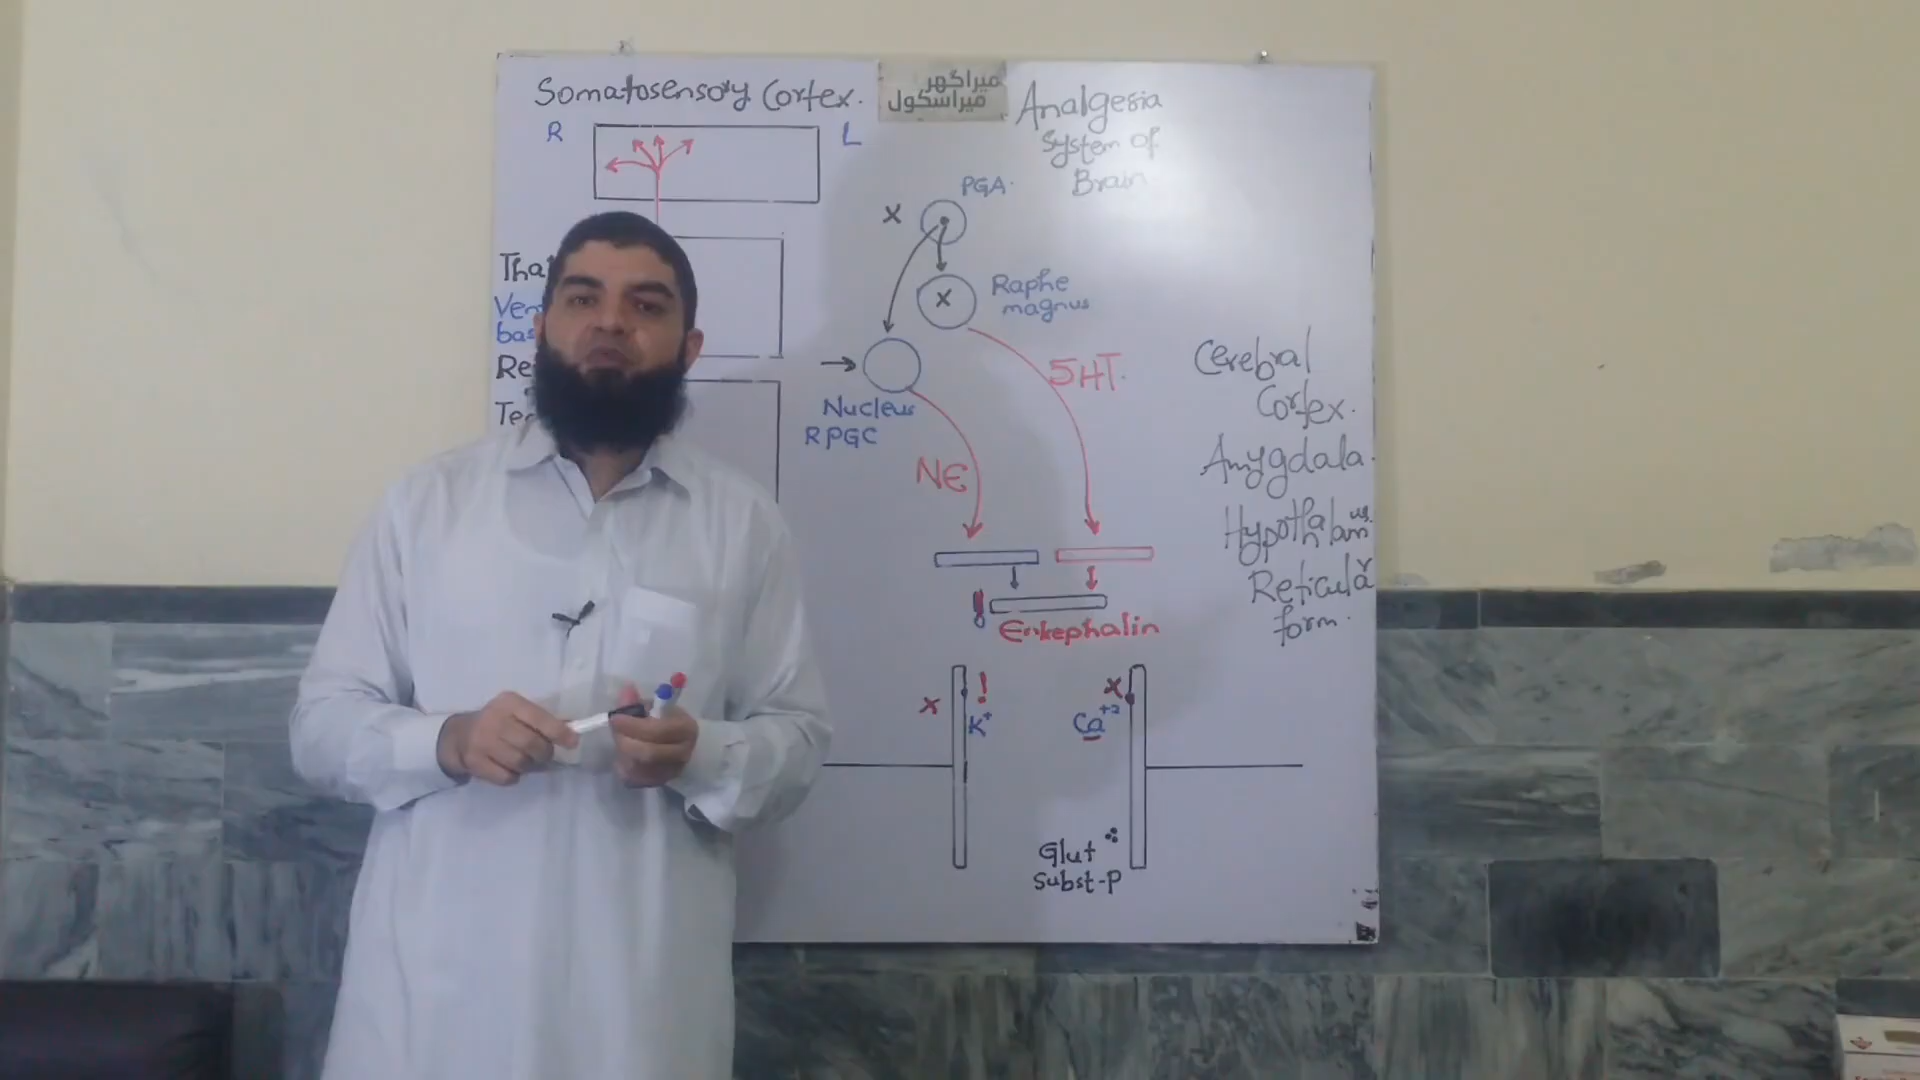 Somatosensory Cortex.
R
L
میراگھر
میراسکول
Analgesia
System of
Brain
PGA.
X
Raphe
magnus
X
5HT.
Nucleus
RPGC
NE
Enkephalin
X
!
K+
X
Ca+2
Glut
Subst-P
Cerebral
Cortex.
Amygdala.
Hypothalamus.
Reticular
form.